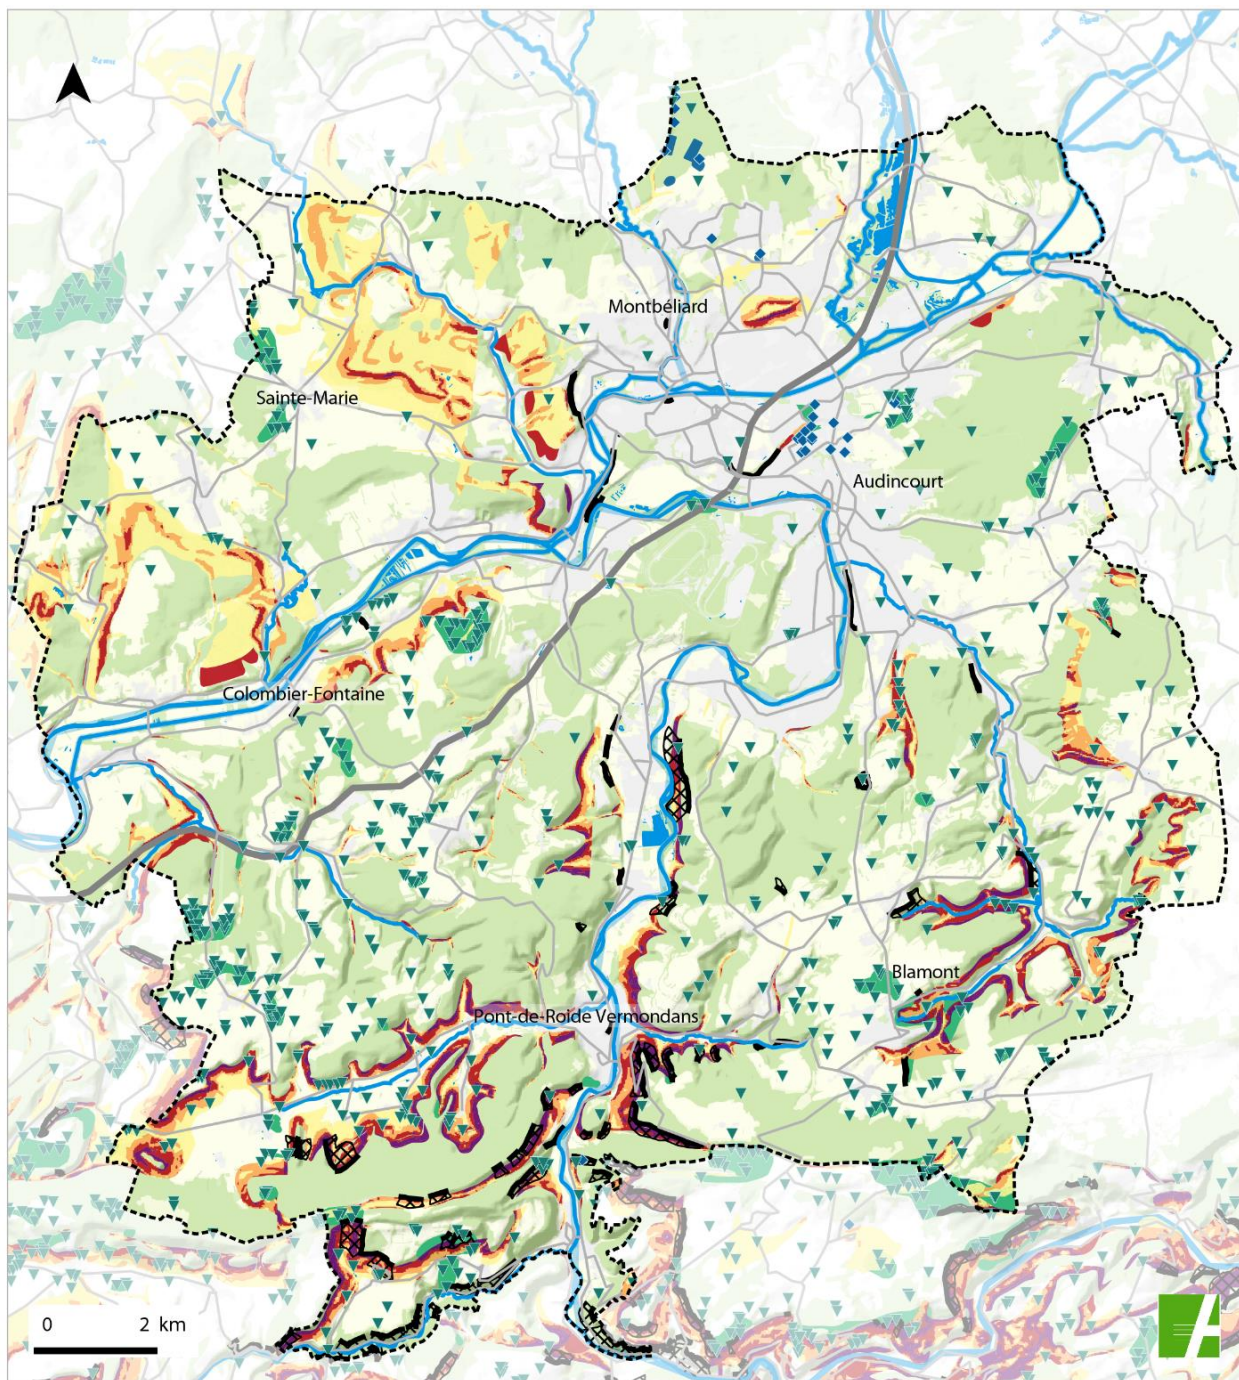 Montbéliard
Sainte-Marie
Audincourt
Colombier-Fontaine
Blamont
Pont-de-Roide Vermondans
0 2 km